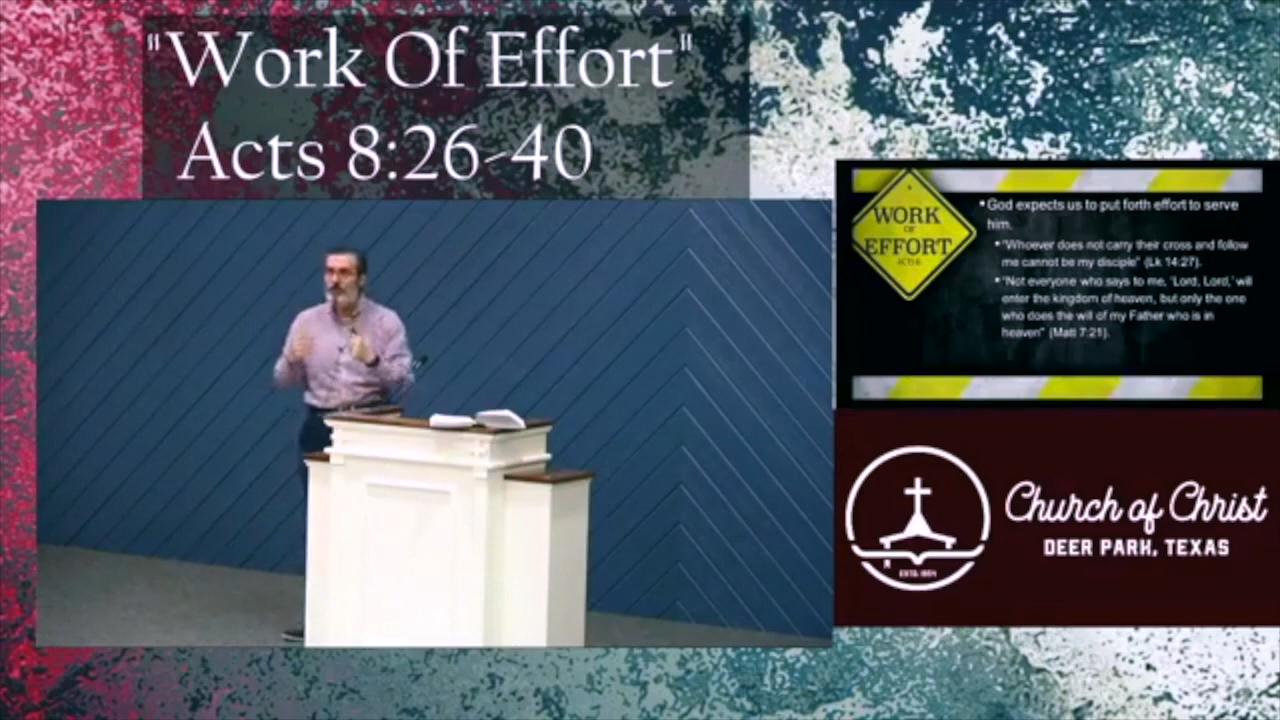 "Work Of Effort"
Acts 8:26-40
WORK
OF
EFFORT
ACTS 8
•God expects us to put forth effort to serve
him.
•"Whoever does not carry their cross and follow
me cannot be my disciple" (Lk 14:27).
•"Not everyone who says to me, 'Lord, Lord,' will
enter the kingdom of heaven, but only the one
who does the will of my Father who is in
heaven" (Matt 7:21).
Church of Christ
DEER PARK, TEXAS